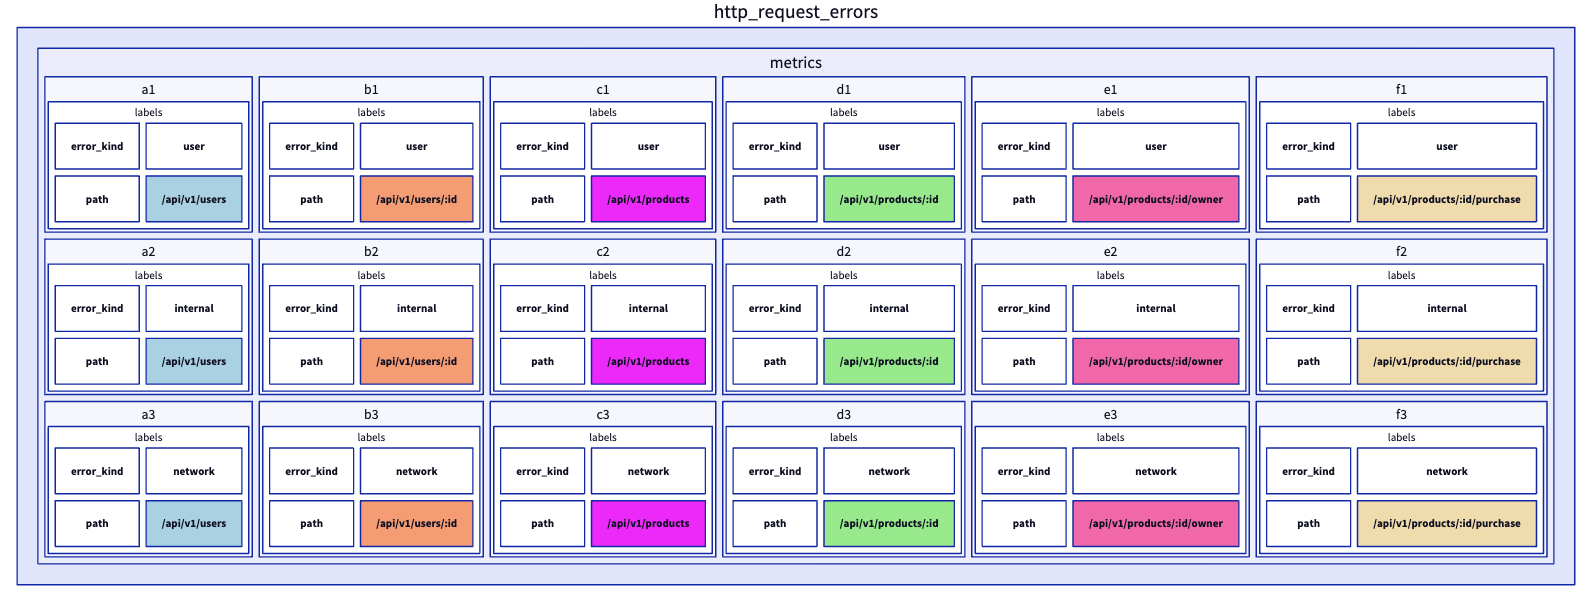 http_request_errors
metrics
a1 b1 c1 d1 e1 f1
labels labels labels labels labels labels
error_kind user error_kind user error_kind user error_kind user error_kind user error_kind user
path /api/v1/users path /api/v1/users/:id path /api/v1/products path /api/v1/products/:id path /api/v1/products/:id/owner path /api/v1/products/:id/purchase
a2 b2 c2 d2 e2 f2
labels labels labels labels labels labels
error_kind internal error_kind internal error_kind internal error_kind internal error_kind internal error_kind internal
path /api/v1/users path /api/v1/users/:id path /api/v1/products path /api/v1/products/:id path /api/v1/products/:id/owner path /api/v1/products/:id/purchase
a3 b3 c3 d3 e3 f3
labels labels labels labels labels labels
error_kind network error_kind network error_kind network error_kind network error_kind network error_kind network
path /api/v1/users path /api/v1/users/:id path /api/v1/products path /api/v1/products/:id path /api/v1/products/:id/owner path /api/v1/products/:id/purchase